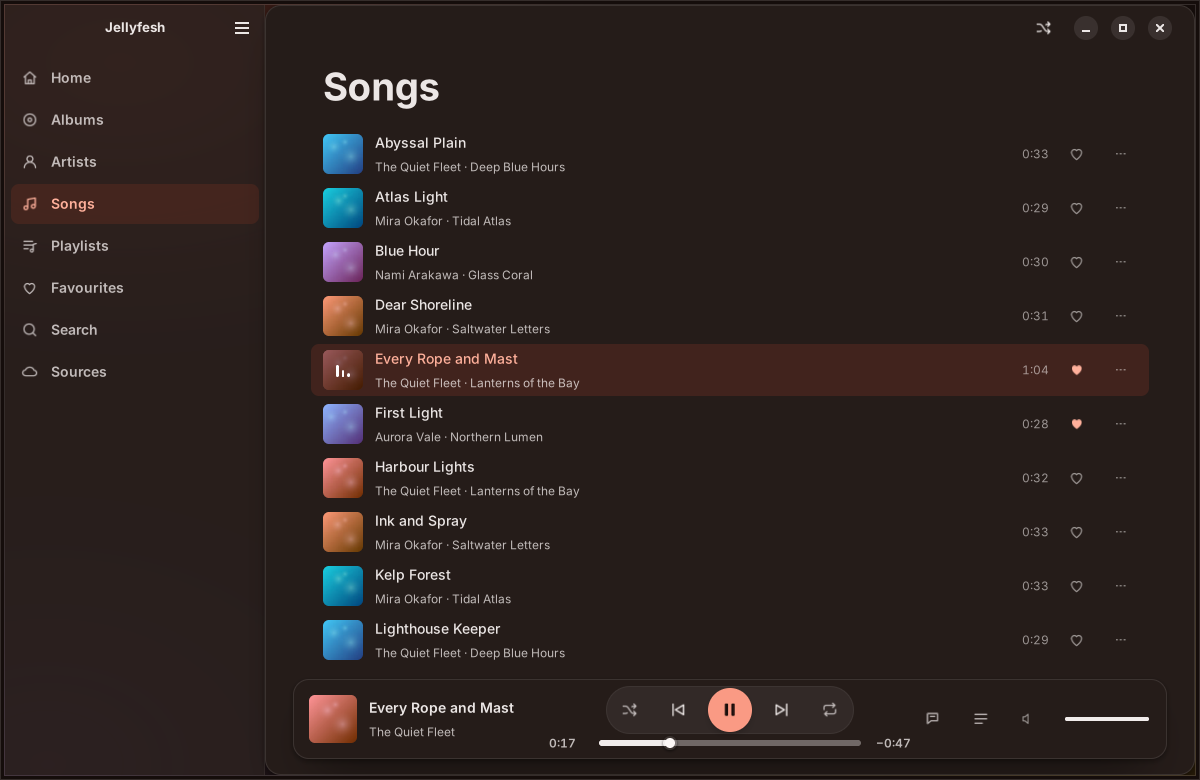 Jellyfesh
Home
Albums
Artists
Songs
Playlists
Favourites
Search
Sources
Songs
Abyssal Plain
The Quiet Fleet · Deep Blue Hours
0:33
Atlas Light
Mira Okafor · Tidal Atlas
0:29
Blue Hour
Nami Arakawa · Glass Coral
0:30
Dear Shoreline
Mira Okafor · Saltwater Letters
0:31
Every Rope and Mast
The Quiet Fleet · Lanterns of the Bay
1:04
First Light
Aurora Vale · Northern Lumen
0:28
Harbour Lights
The Quiet Fleet · Lanterns of the Bay
0:32
Ink and Spray
Mira Okafor · Saltwater Letters
0:33
Kelp Forest
Mira Okafor · Tidal Atlas
0:33
Lighthouse Keeper
The Quiet Fleet · Deep Blue Hours
0:29
Every Rope and Mast
The Quiet Fleet
0:17
−0:47